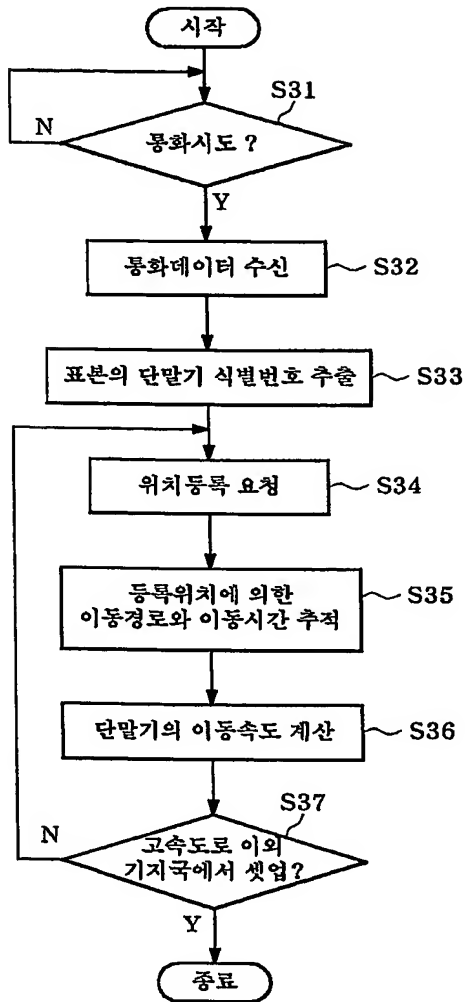 시작
S31
N
통화시도 ?
Y
통화데이터 수신
S32
표본의 단말기 식별번호 추출
S33
위치등록 요청
S34
등록위치에 의한
이동경로와 이동시간 추적
S35
단말기의 이동속도 계산
S36
S37
N
고속도로 이외
기지국에서 셋업?
Y
종료